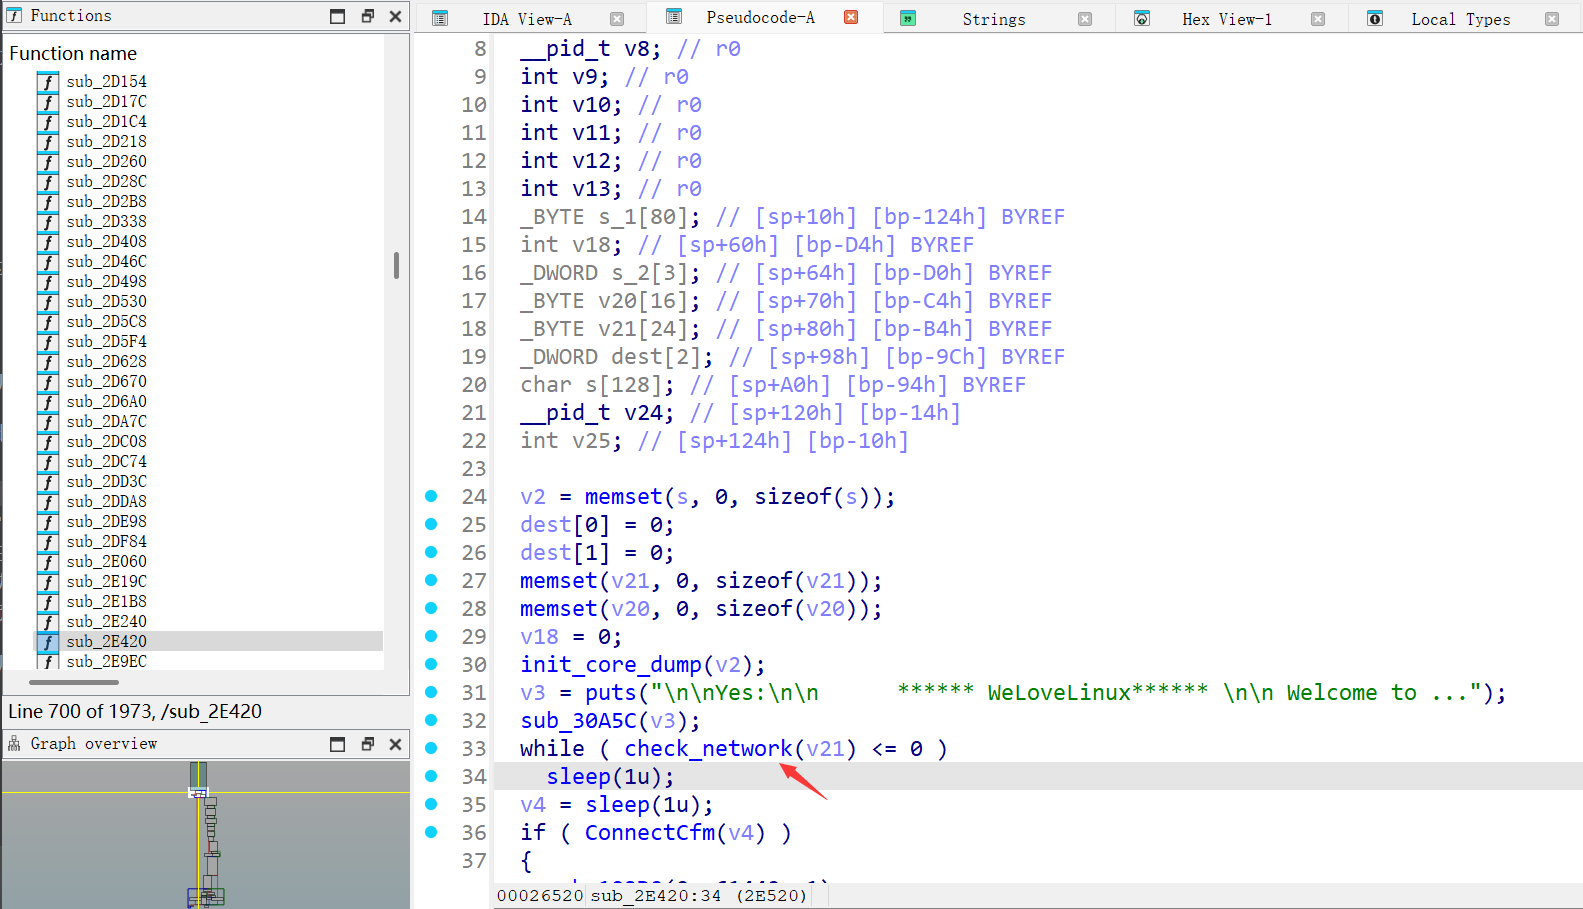 Functions
Function name
sub_2D154
sub_2D17C
sub_2D1C4
sub_2D218
sub_2D260
sub_2D28C
sub_2D2B8
sub_2D338
sub_2D408
sub_2D46C
sub_2D498
sub_2D530
sub_2D5C8
sub_2D5F4
sub_2D628
sub_2D670
sub_2D6A0
sub_2DA7C
sub_2DC08
sub_2DC74
sub_2DD3C
sub_2DDA8
sub_2DE98
sub_2DF84
sub_2E060
sub_2E19C
sub_2E1B8
sub_2E240
sub_2E420
sub_2E9EC
Line 700 of 1973, /sub_2E420
Graph overview
IDA View-A Pseudocode-A Strings Hex View-1 Local Types
8 __pid_t v8; // r0
9 int v9; // r0
10 int v10; // r0
11 int v11; // r0
12 int v12; // r0
13 int v13; // r0
14 _BYTE s_1[80]; // [sp+10h] [bp-124h] BYREF
15 int v18; // [sp+60h] [bp-D4h] BYREF
16 _DWORD s_2[3]; // [sp+64h] [bp-D0h] BYREF
17 _BYTE v20[16]; // [sp+70h] [bp-C4h] BYREF
18 _BYTE v21[24]; // [sp+80h] [bp-B4h] BYREF
19 _DWORD dest[2]; // [sp+98h] [bp-9Ch] BYREF
20 char s[128]; // [sp+A0h] [bp-94h] BYREF
21 __pid_t v24; // [sp+120h] [bp-14h]
22 int v25; // [sp+124h] [bp-10h]
23
24 v2 = memset(s, 0, sizeof(s));
25 dest[0] = 0;
26 dest[1] = 0;
27 memset(v21, 0, sizeof(v21));
28 memset(v20, 0, sizeof(v20));
29 v18 = 0;
30 init_core_dump(v2);
31 v3 = puts("\n\nYes:\n\n      ****** WeLoveLinux****** \n\n Welcome to ...");
32 sub_30A5C(v3);
33 while ( check_network(v21) <= 0 )
34 sleep(1u);
35 v4 = sleep(1u);
36 if ( ConnectCfm(v4) )
37 {
00026520 sub_2E420:34 (2E520)